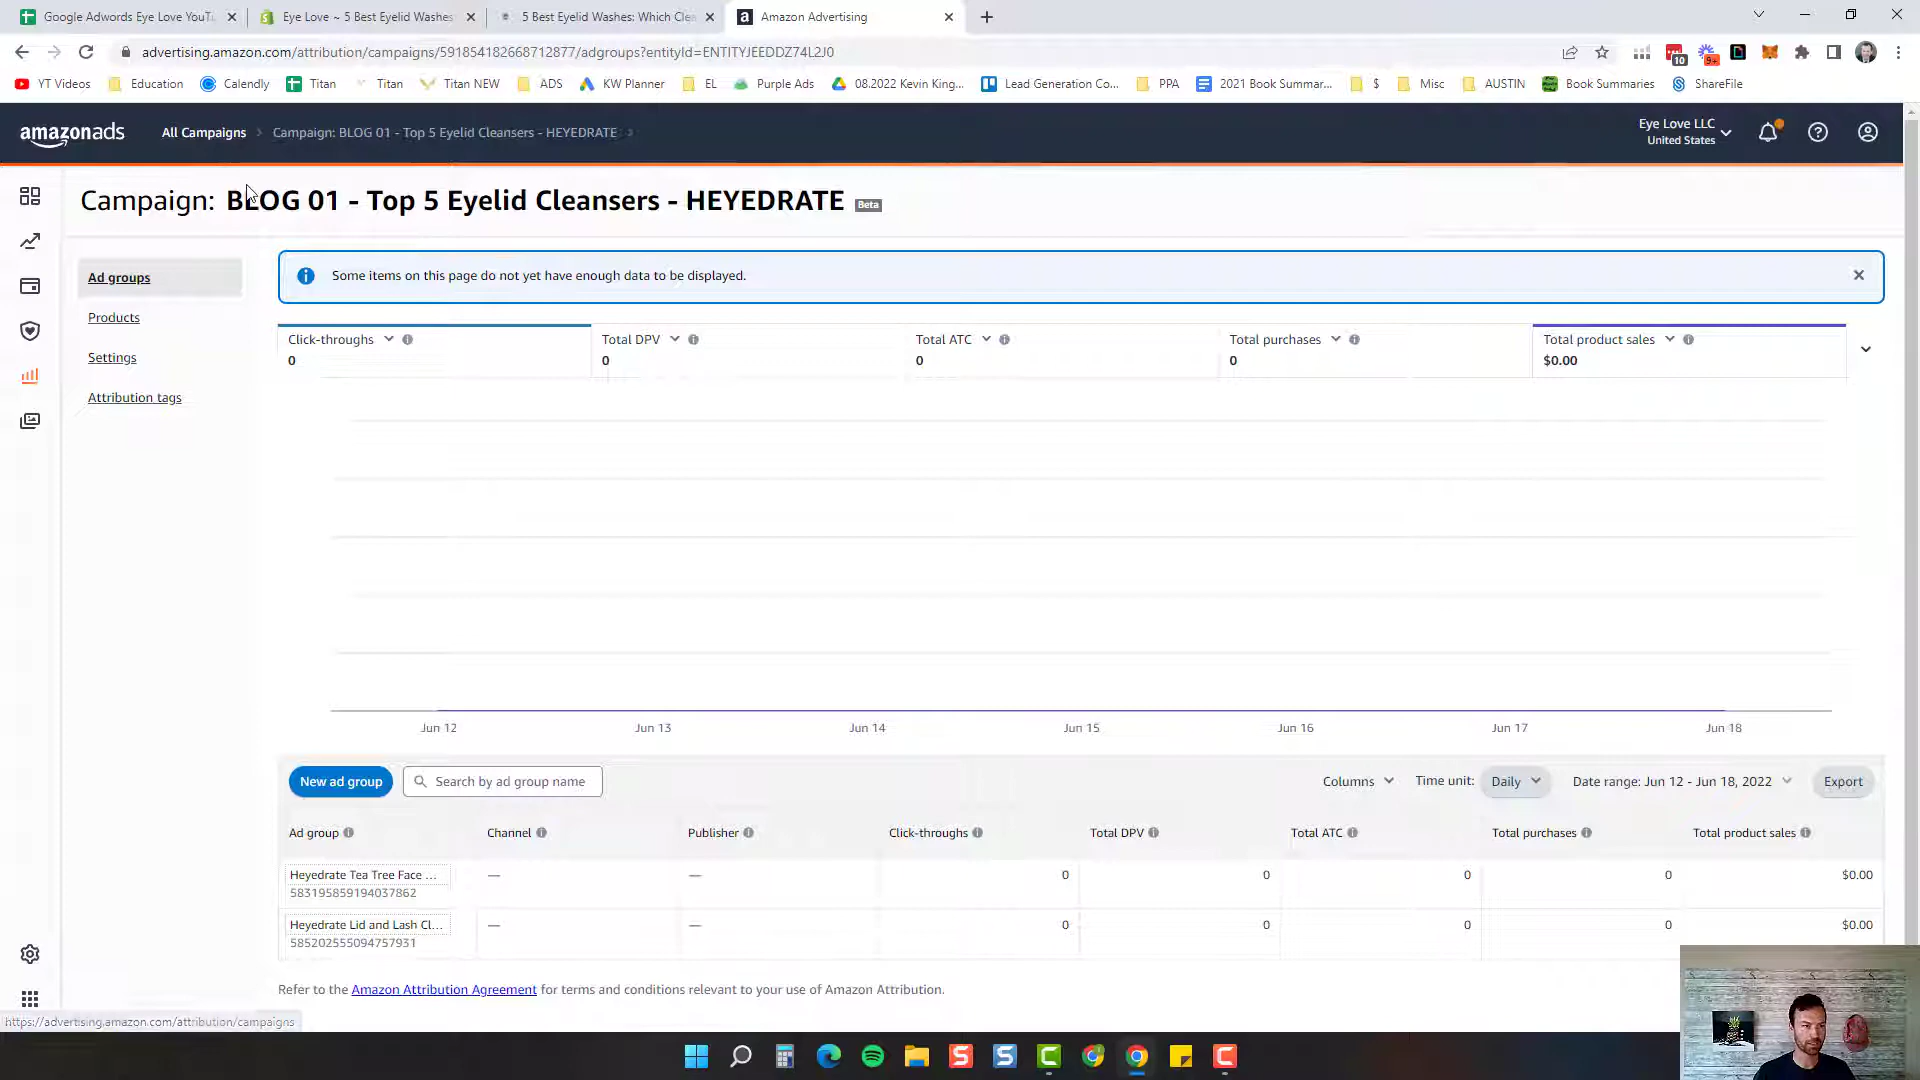 Google Adwords Eye Love YouTu
Eye Love ~ 5 Best Eyelid Washes
5 Best Eyelid Washes: Which Clea
Amazon Advertising
advertising.amazon.com/attribution/campaigns/591854182668712877/adgroups?entityId=ENTITYJEEDDZ74L2J0
10
9+
YT Videos
Education
Calendly
Titan
Titan
Titan NEW
ADS
KW Planner
EL
Purple Ads
08.2022 Kevin King...
Lead Generation Co...
PPA
2021 Book Summar...
$
Misc
AUSTIN
Book Summaries
ShareFile
amazonads
All Campaigns
Campaign: BLOG 01 - Top 5 Eyelid Cleansers - HEYEDRATE
Eye Love LLC
United States
Campaign: BLOG 01 - Top 5 Eyelid Cleansers - HEYEDRATE Beta
Ad groups
Products
Settings
Attribution tags
Some items on this page do not yet have enough data to be displayed.
Click-throughs
0
Total DPV
0
Total ATC
0
Total purchases
0
Total product sales
$0.00
Jun 12
Jun 13
Jun 14
Jun 15
Jun 16
Jun 17
Jun 18
New ad group
Search by ad group name
Columns
Time unit:
Daily
Date range: Jun 12 - Jun 18, 2022
Export
Ad group
Channel
Publisher
Click-throughs
Total DPV
Total ATC
Total purchases
Total product sales
Heyedrate Tea Tree Face ...
583195859194037862
—
—
0
0
0
0
$0.00
Heyedrate Lid and Lash Cl...
585202555094757931
—
—
0
0
0
0
$0.00
Refer to the Amazon Attribution Agreement for terms and conditions relevant to your use of Amazon Attribution.
https://advertising.amazon.com/attribution/campaigns